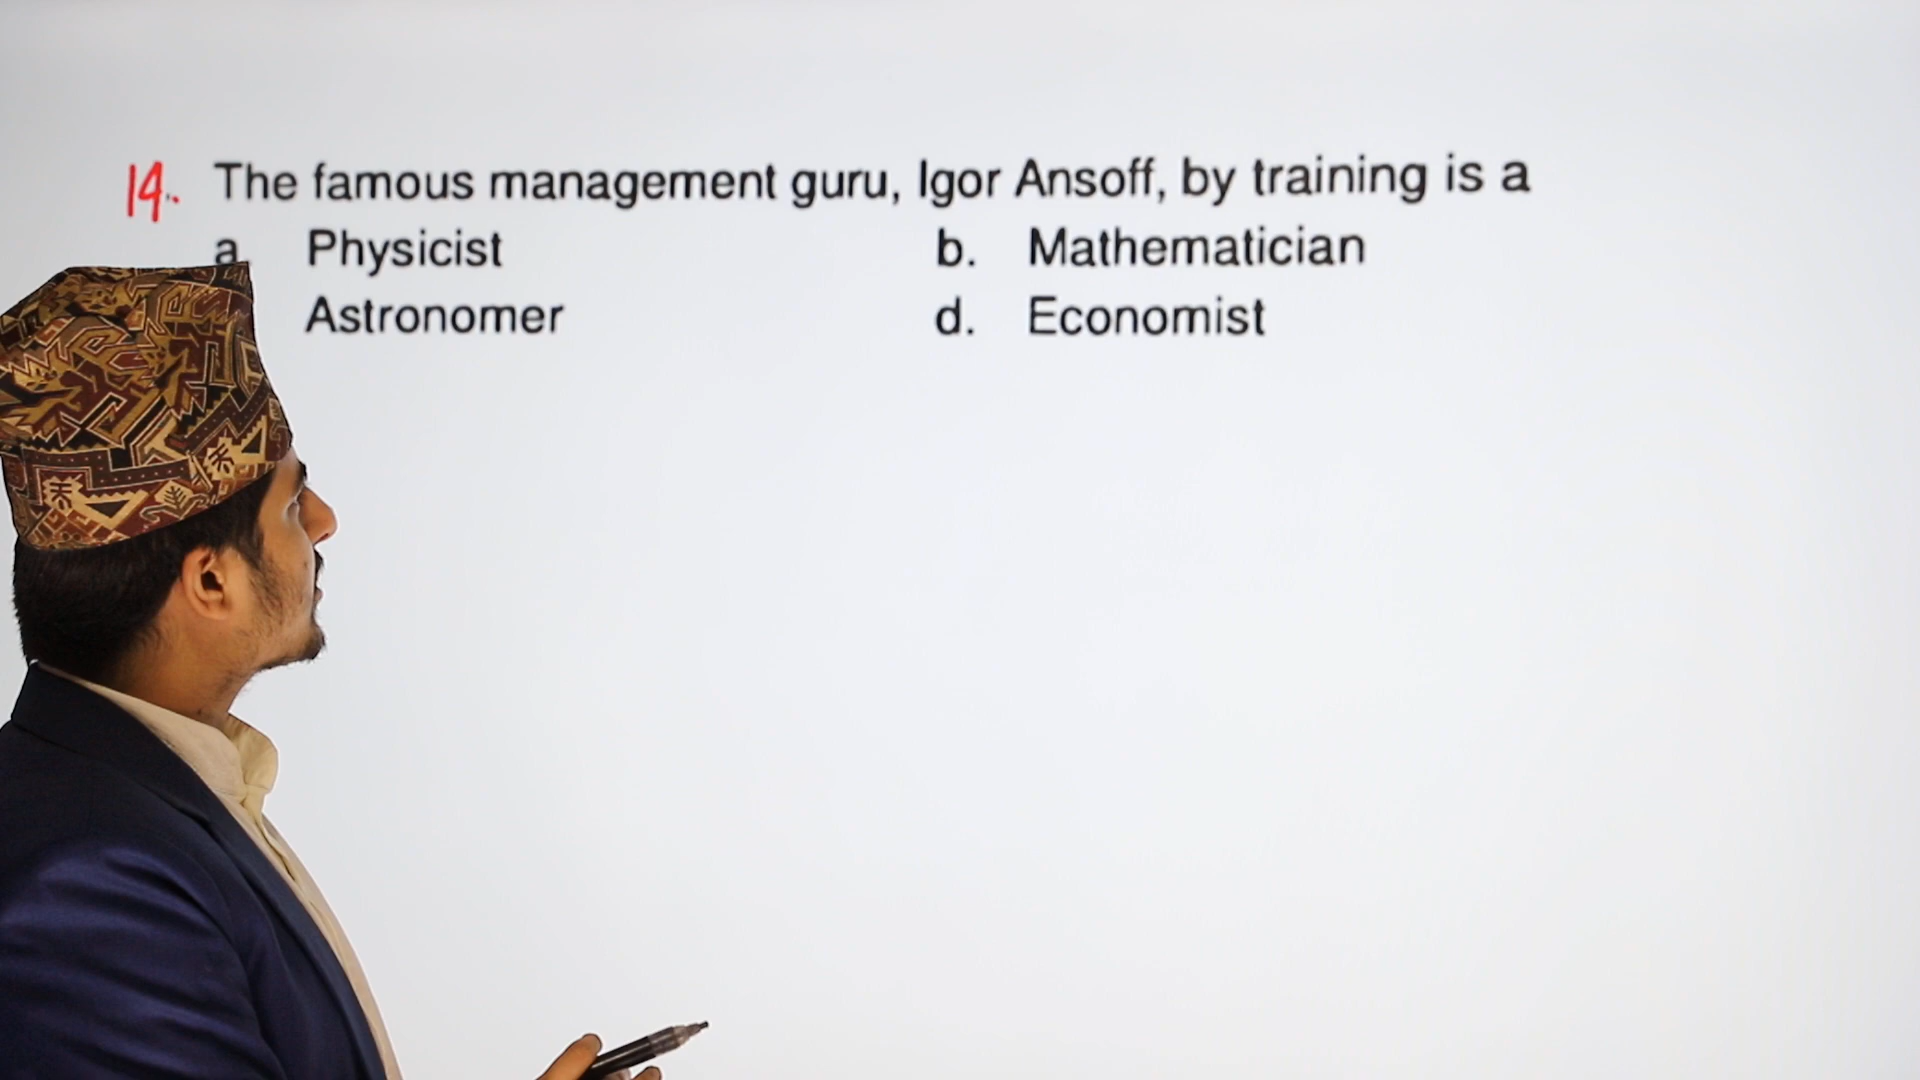 14. The famous management guru, Igor Ansoff, by training is a
a Physicist b. Mathematician
Astronomer d. Economist